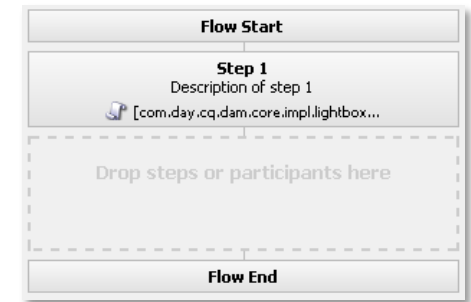 Flow Start
Step 1
Description of step 1
[com.day.cq.dam.core.impl.lightbox...
Drop steps or participants here
Flow End